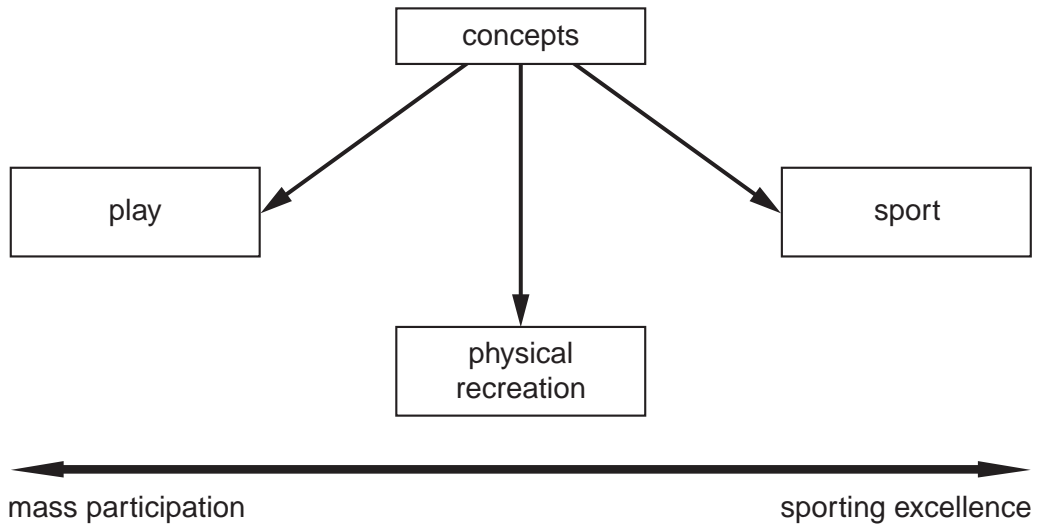 concepts
play
sport
physical
recreation
mass participation
sporting excellence